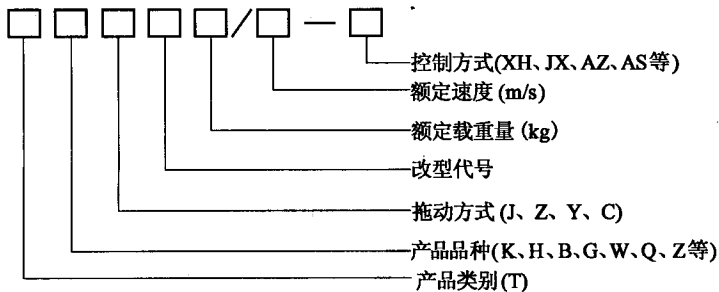 / —
控制方式(XH、JX、AZ、AS等)
额定速度(m/s)
额定载重量(kg)
改型代号
拖动方式(J、Z、Y、C)
产品品种(K、H、B、G、W、Q、Z等)
产品类别(T)